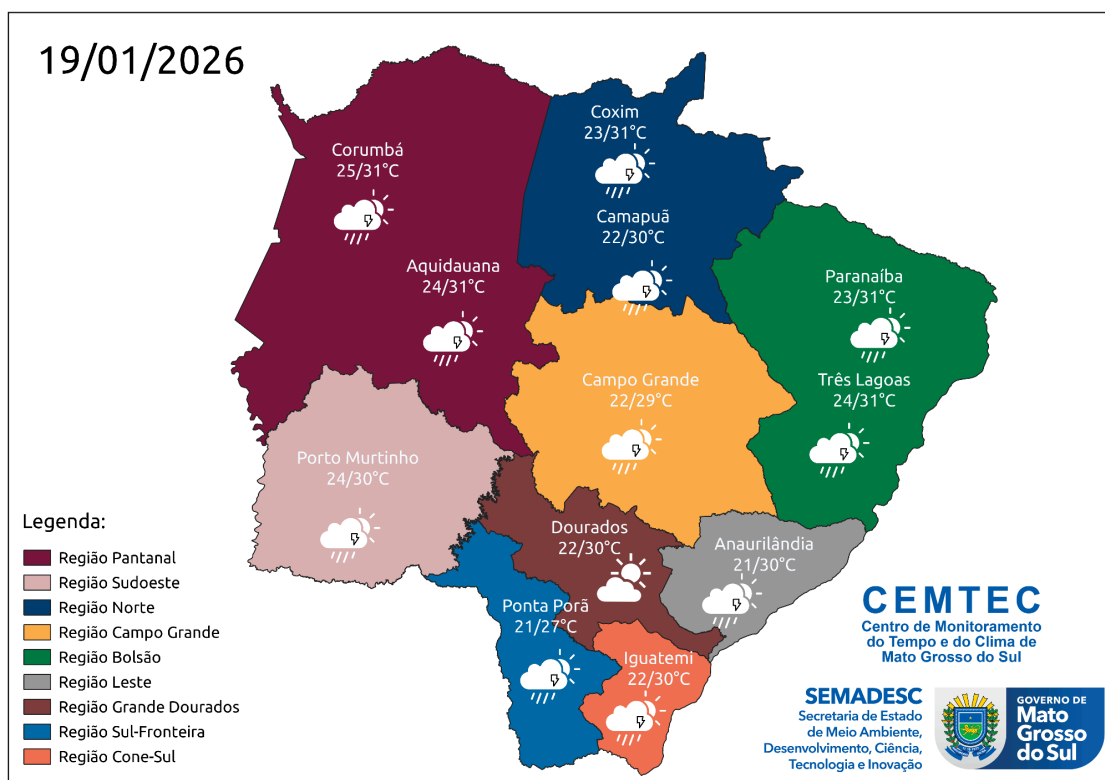 19/01/2026
Coxim
23/31°C
Corumbá
25/31°C
Camapuã
22/30°C
Aquidauana
24/31°C
Paranaíba
23/31°C
Campo Grande
22/29°C
Três Lagoas
24/31°C
Porto Murtinho
24/30°C
Dourados
22/30°C
Anaurilândia
21/30°C
Ponta Porã
21/27°C
Iguatemi
22/30°C
Legenda:
Região Pantanal
Região Sudoeste
Região Norte
Região Campo Grande
Região Bolsão
Região Leste
Região Grande Dourados
Região Sul-Fronteira
Região Cone-Sul
CEMTEC
Centro de Monitoramento
do Tempo e do Clima de
Mato Grosso do Sul
SEMADESC
Secretaria de Estado
de Meio Ambiente,
Desenvolvimento, Ciência,
Tecnologia e Inovação
GOVERNO DE
Mato
Grosso
do Sul